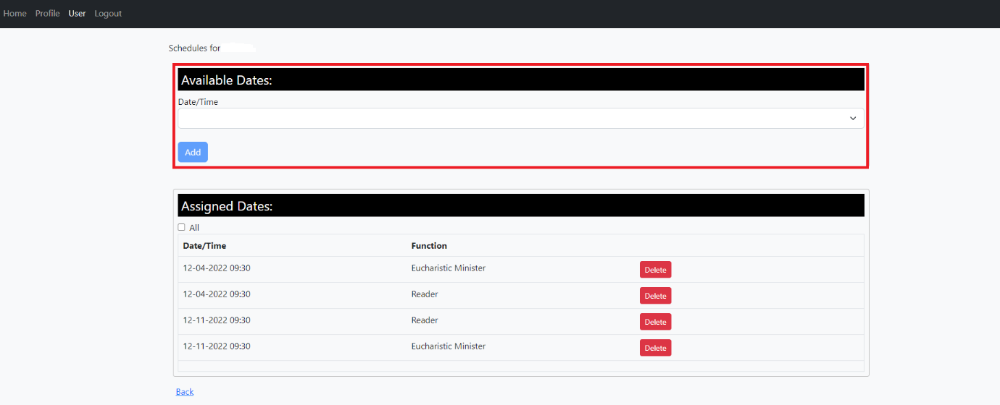 Home Profile User Logout
Schedules for
Available Dates:
Date/Time
Add
Assigned Dates:
All
Date/Time Function
12-04-2022 09:30 Eucharistic Minister Delete
12-04-2022 09:30 Reader Delete
12-11-2022 09:30 Reader Delete
12-11-2022 09:30 Eucharistic Minister Delete
Back